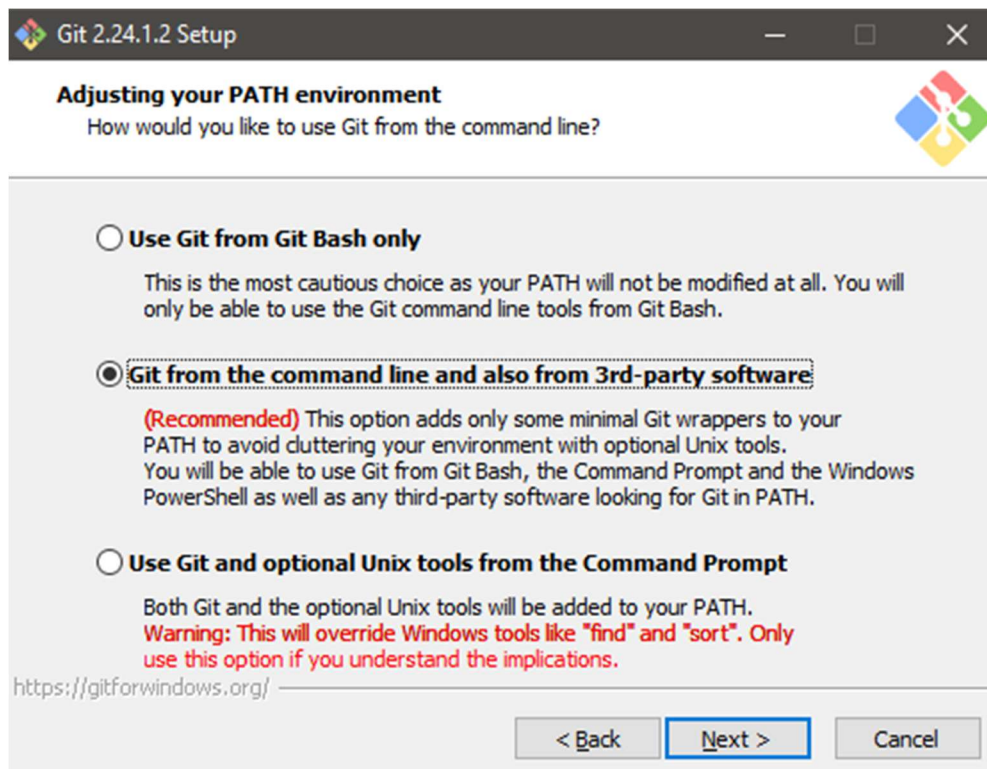 Git 2.24.1.2 Setup
Adjusting your PATH environment
How would you like to use Git from the command line?
Use Git from Git Bash only
This is the most cautious choice as your PATH will not be modified at all. You will
only be able to use the Git command line tools from Git Bash.
Git from the command line and also from 3rd-party software
(Recommended) This option adds only some minimal Git wrappers to your
PATH to avoid cluttering your environment with optional Unix tools.
You will be able to use Git from Git Bash, the Command Prompt and the Windows
PowerShell as well as any third-party software looking for Git in PATH.
Use Git and optional Unix tools from the Command Prompt
Both Git and the optional Unix tools will be added to your PATH.
Warning: This will override Windows tools like "find" and "sort". Only
use this option if you understand the implications.
https://gitforwindows.org/
< Back Next > Cancel